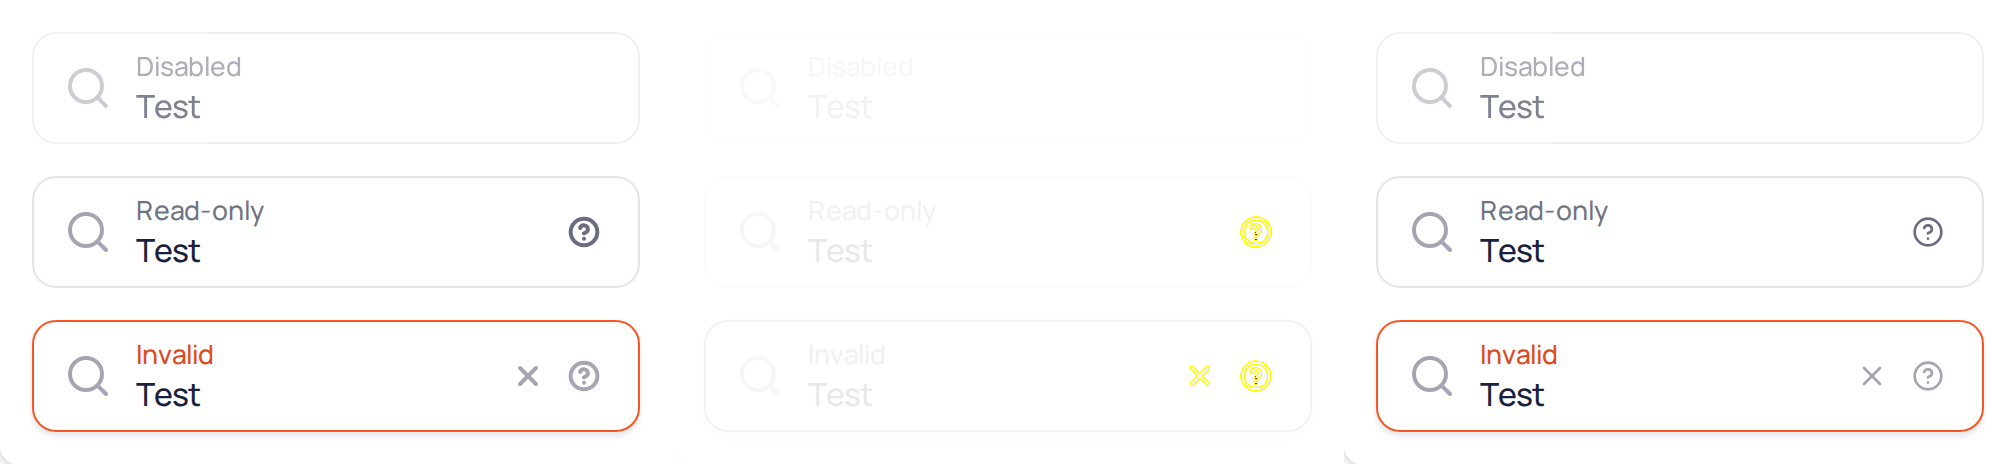 Disabled
Test
Disabled
Test
Disabled
Test
Read-only
Test
?
Read-only
Test
?
Read-only
Test
?
Invalid
Test
?
Invalid
Test
?
Invalid
Test
?